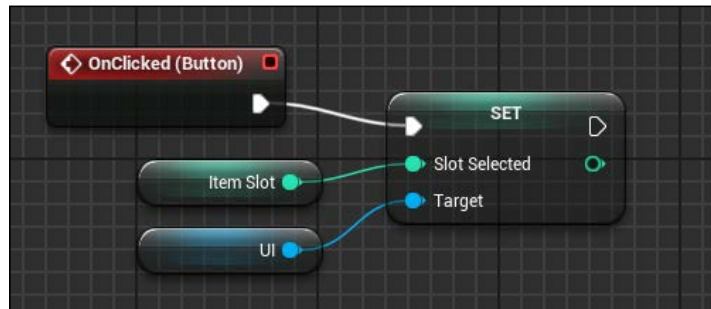 OnClicked (Button)
SET
Item Slot
Slot Selected
Target
UI